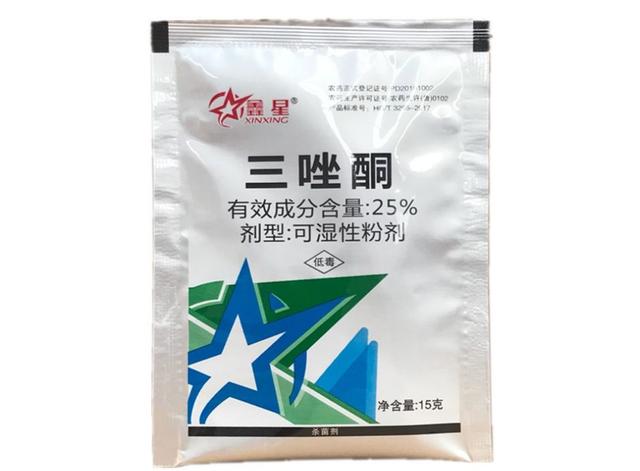 鑫星®
XINXING
三唑酮
有效成分含量:25%
剂型:可湿性粉剂
低毒
净含量:15克
杀菌剂